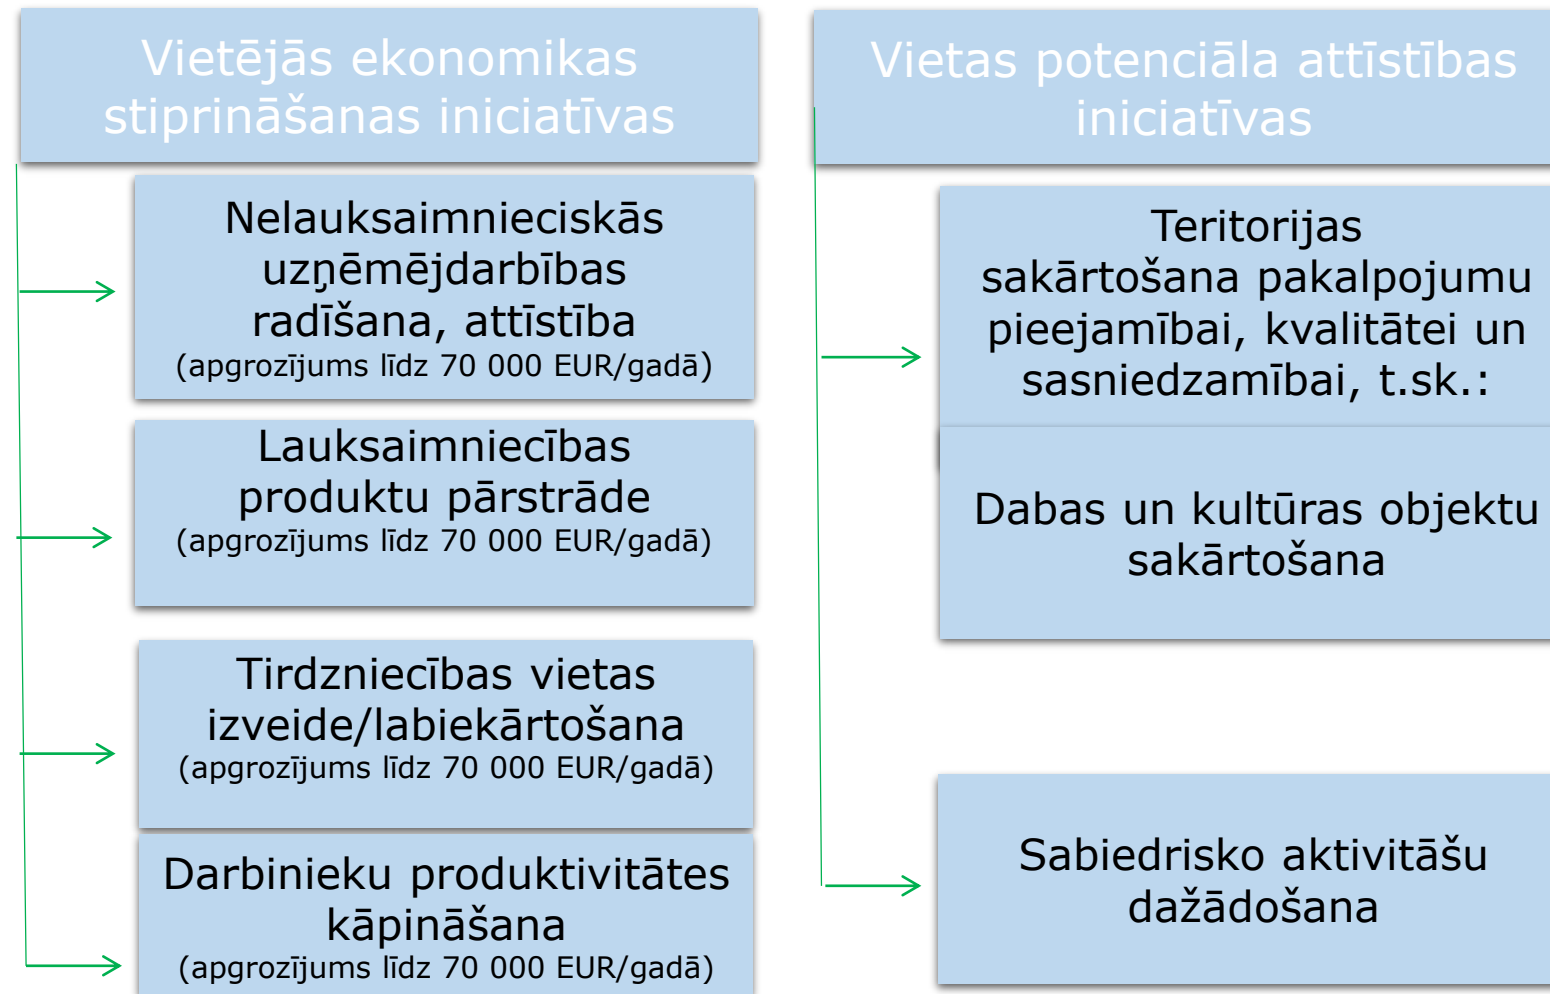 Vietējās ekonomikas
stiprināšanas iniciatīvas
Nelauksaimnieciskās
uzņēmējdarbības
radīšana, attīstība
(apgrozījums līdz 70 000 EUR/gadā)
Lauksaimniecības
produktu pārstrāde
(apgrozījums līdz 70 000 EUR/gadā)
Tirdzniecības vietas
izveide/labiekārtošana
(apgrozījums līdz 70 000 EUR/gadā)
Darbinieku produktivitātes
kāpināšana
(apgrozījums līdz 70 000 EUR/gadā)
Vietas potenciāla attīstības
iniciatīvas
Teritorijas
sakārtošana pakalpojumu
pieejamībai, kvalitātei un
sasniedzamībai, t.sk.:
Dabas un kultūras objektu
sakārtošana
Sabiedrisko aktivitāšu
dažādošana